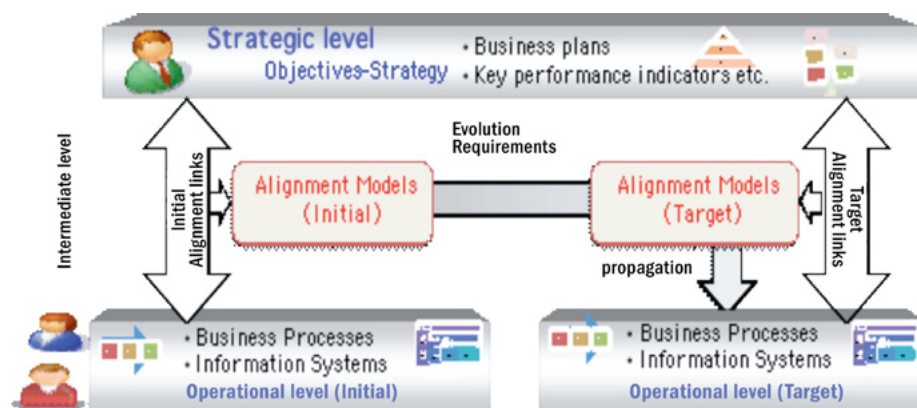 Strategic level
Objectives-Strategy
• Business plans
• Key performance indicators etc.
Intermediate level
Initial
Alignment links
Alignment Models
(Initial)
Evolution
Requirements
Alignment Models
(Target)
Target
Alignment links
propagation
• Business Processes
• Information Systems
Operational level (Initial)
• Business Processes
• Information Systems
Operational level (Target)